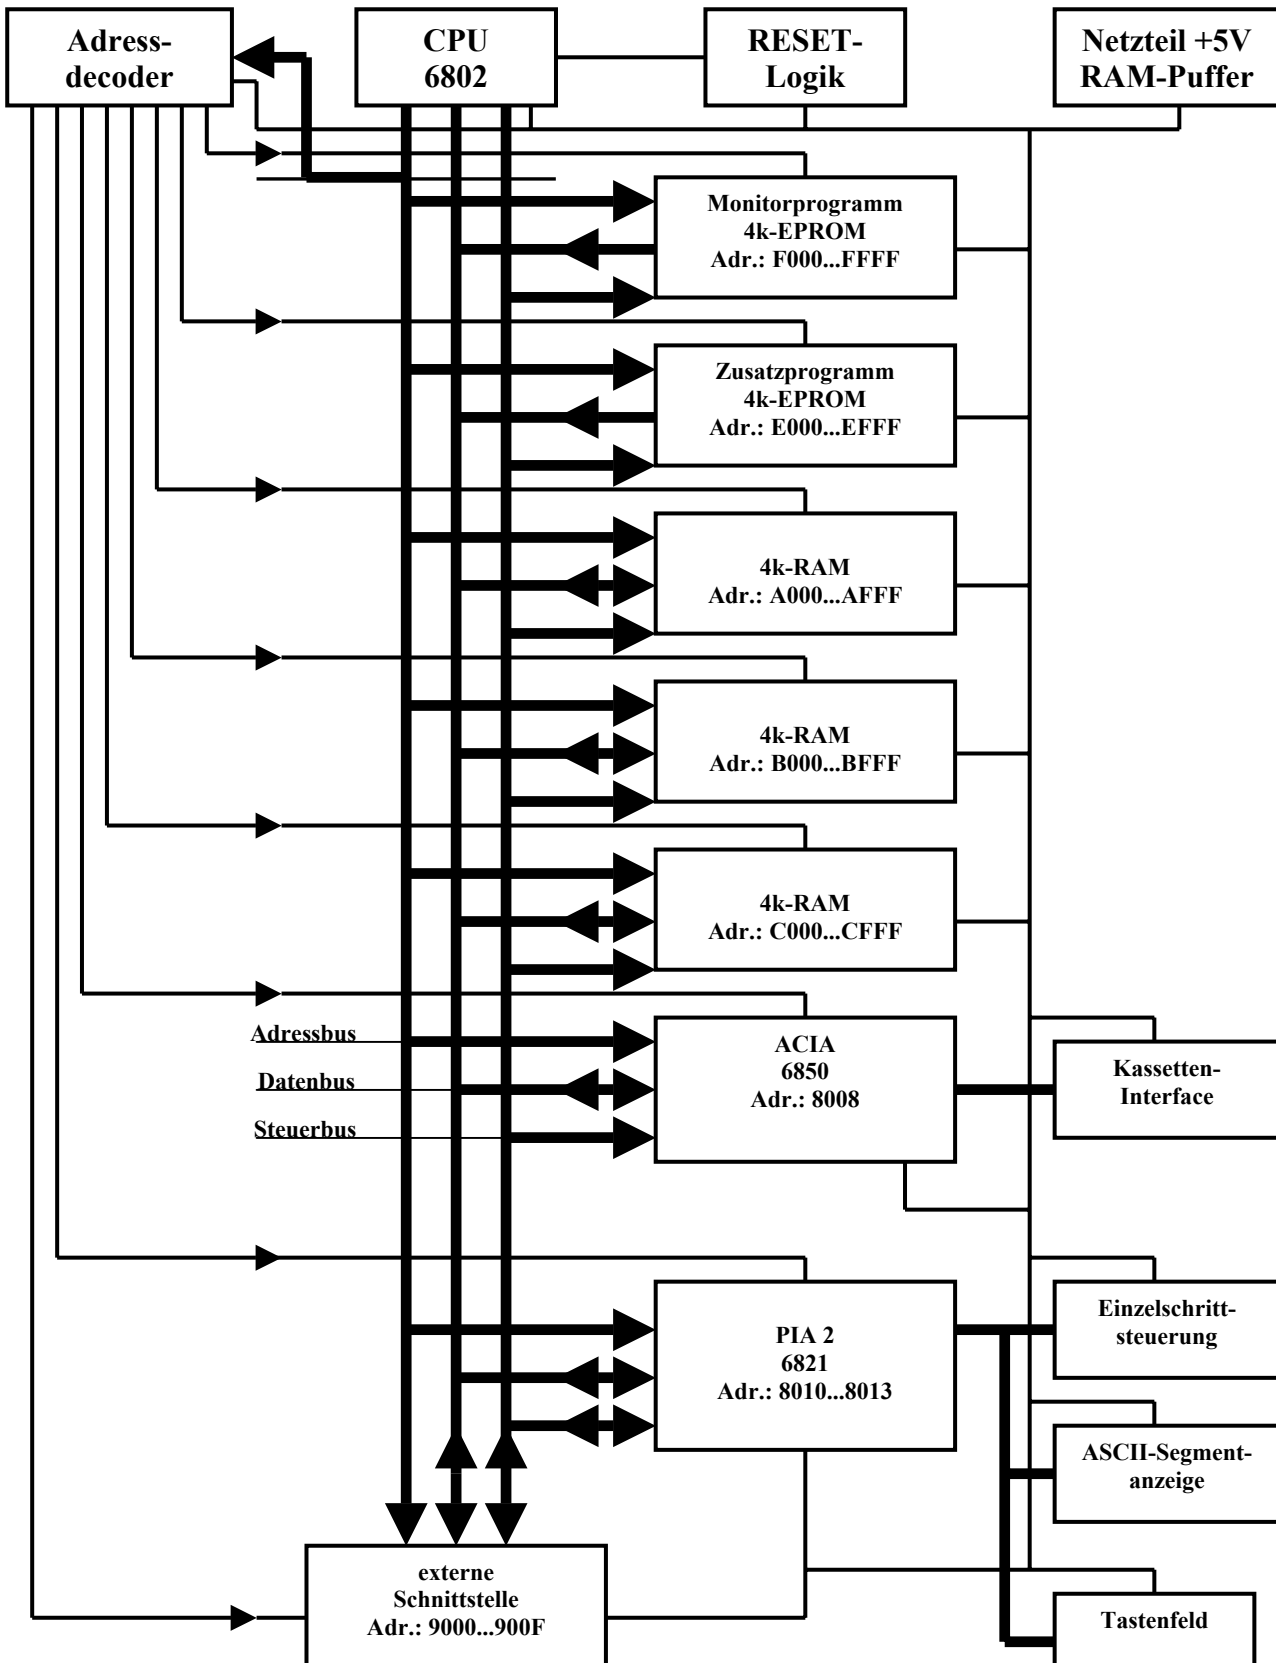 Adress-
decoder
CPU
6802
RESET-
Logik
Netzteil +5V
RAM-Puffer
Monitorprogramm
4k-EPROM
Adr.: F000...FFFF
Zusatzprogramm
4k-EPROM
Adr.: E000...EFFF
4k-RAM
Adr.: A000...AFFF
4k-RAM
Adr.: B000...BFFF
4k-RAM
Adr.: C000...CFFF
Adressbus
Datenbus
Steuerbus
ACIA
6850
Adr.: 8008
Kassetten-
Interface
PIA 2
6821
Adr.: 8010...8013
Einzelschritt-
steuerung
ASCII-Segment-
anzeige
externe
Schnittstelle
Adr.: 9000...900F
Tastenfeld